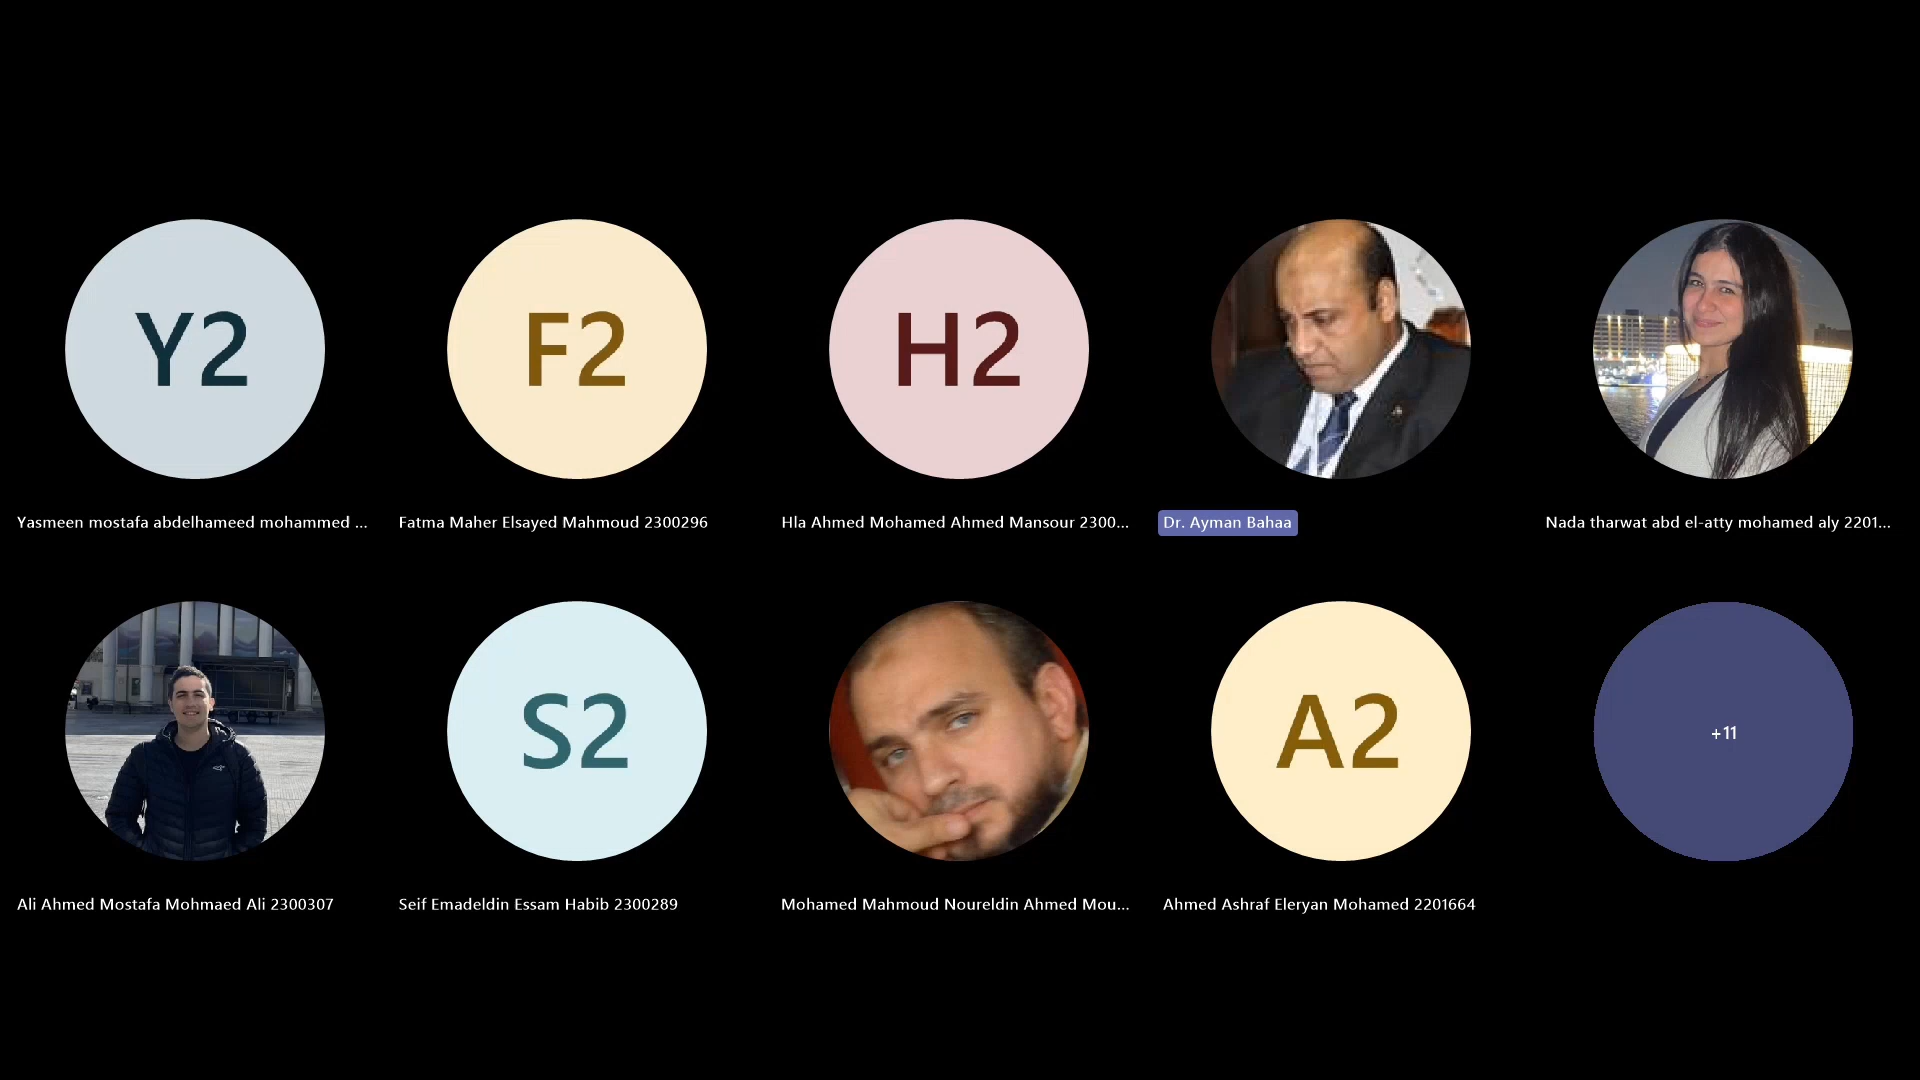 Y2
F2
H2
Yasmeen mostafa abdelhameed mohammed ...
Fatma Maher Elsayed Mahmoud 2300296
Hla Ahmed Mohamed Ahmed Mansour 2300...
Dr. Ayman Bahaa
Nada tharwat abd el-atty mohamed aly 2201...
S2
A2
+11
Ali Ahmed Mostafa Mohmaed Ali 2300307
Seif Emadeldin Essam Habib 2300289
Mohamed Mahmoud Noureldin Ahmed Mou...
Ahmed Ashraf Eleryan Mohamed 2201664